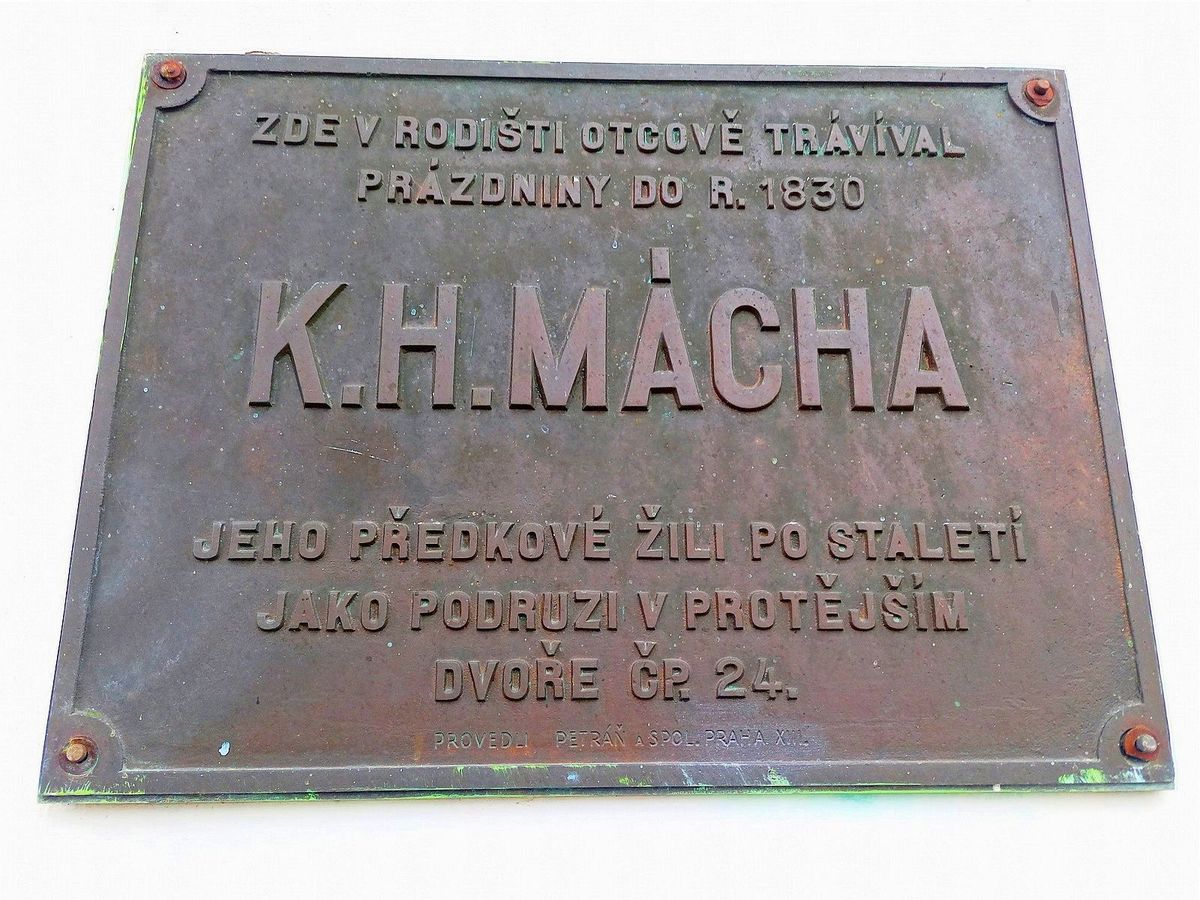 ZDE V RODIŠTI OTCOVĚ TRÁVÍVAL
PRÁZDNINY DO R. 1830
K.H.MÁCHA
JEHO PŘEDKOVÉ ŽILI PO STALETÍ
JAKO PODRUZI V PROTĚJŠÍM
DVOŘE ČP. 24.
PROVEDLI PETRÁŇ A SPOL. PRAHA